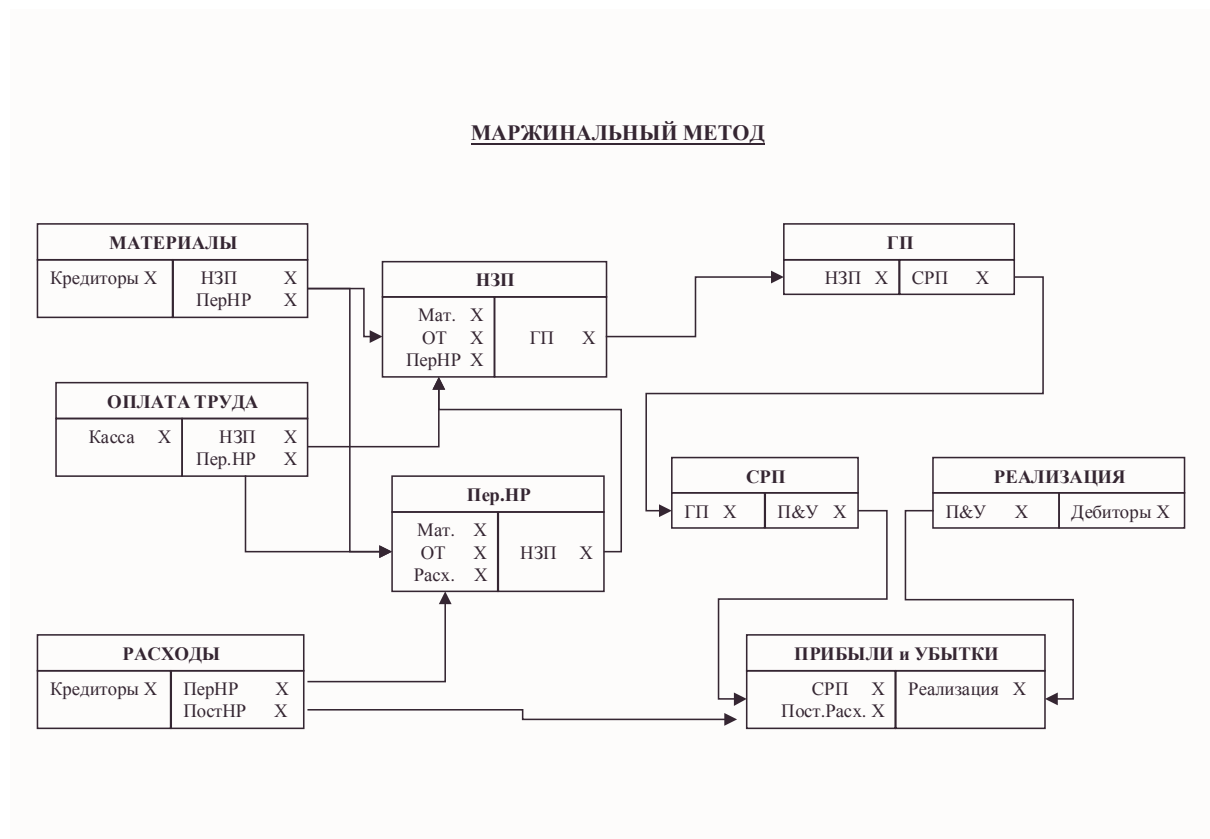 МАРЖИНАЛЬНЫЙ МЕТОД
МАТЕРИАЛЫ
Кредиторы X
НЗП X
ПерНР X
НЗП
Мат. X
ОТ X
ПерНР X
ГП X
ГП
НЗП X
СРП X
ОПЛАТА ТРУДА
Касса X
НЗП X
Пер.НР X
Пер.НР
Мат. X
ОТ X
Расх. X
НЗП X
СРП
ГП X
П&У X
РЕАЛИЗАЦИЯ
П&У X
Дебиторы X
РАСХОДЫ
Кредиторы X
ПерНР X
ПостНР X
ПРИБЫЛИ и УБЫТКИ
СРП X
Пост.Расх. X
Реализация X